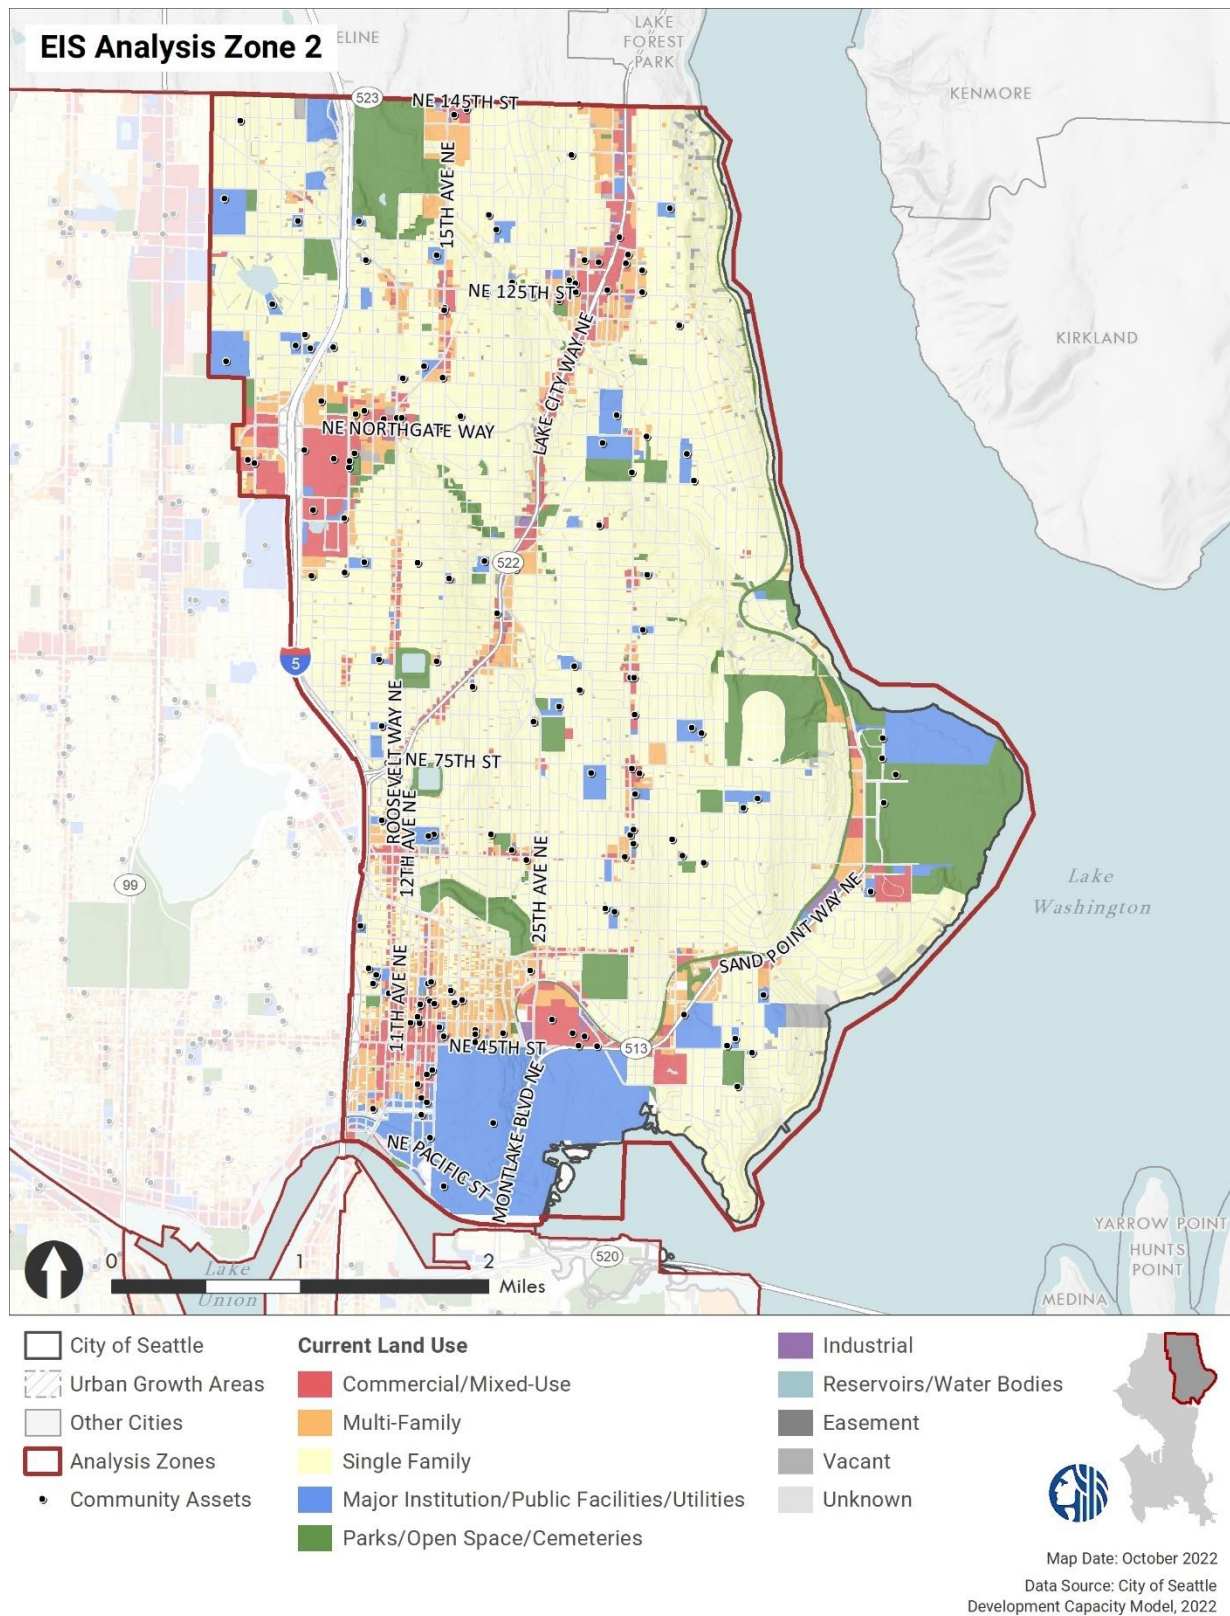 EIS Analysis Zone 2
ELINE
LAKE
FOREST
PARK
KENMORE
523
NE 145TH ST
15TH AVE NE
KIRKLAND
NE 125TH ST
LAKE CITY WAY NE
NE NORTHGATE WAY
522
5
ROOSEVELT WAY NE
NE 75TH ST
12TH AVE NE
99
25TH AVE NE
Lake
Washington
SAND POINT WAY NE
11TH AVE NE
NE 45TH ST
513
MONTLAKE BLVD NE
NE PACIFIC ST
YARROW POINT
HUNTS
POINT
MEDINA
520
Lake
Union
0 1 2
Miles
City of Seattle
Urban Growth Areas
Other Cities
Analysis Zones
Community Assets
Current Land Use
Commercial/Mixed-Use
Multi-Family
Single Family
Major Institution/Public Facilities/Utilities
Parks/Open Space/Cemeteries
Industrial
Reservoirs/Water Bodies
Easement
Vacant
Unknown
Map Date: October 2022
Data Source: City of Seattle
Development Capacity Model, 2022